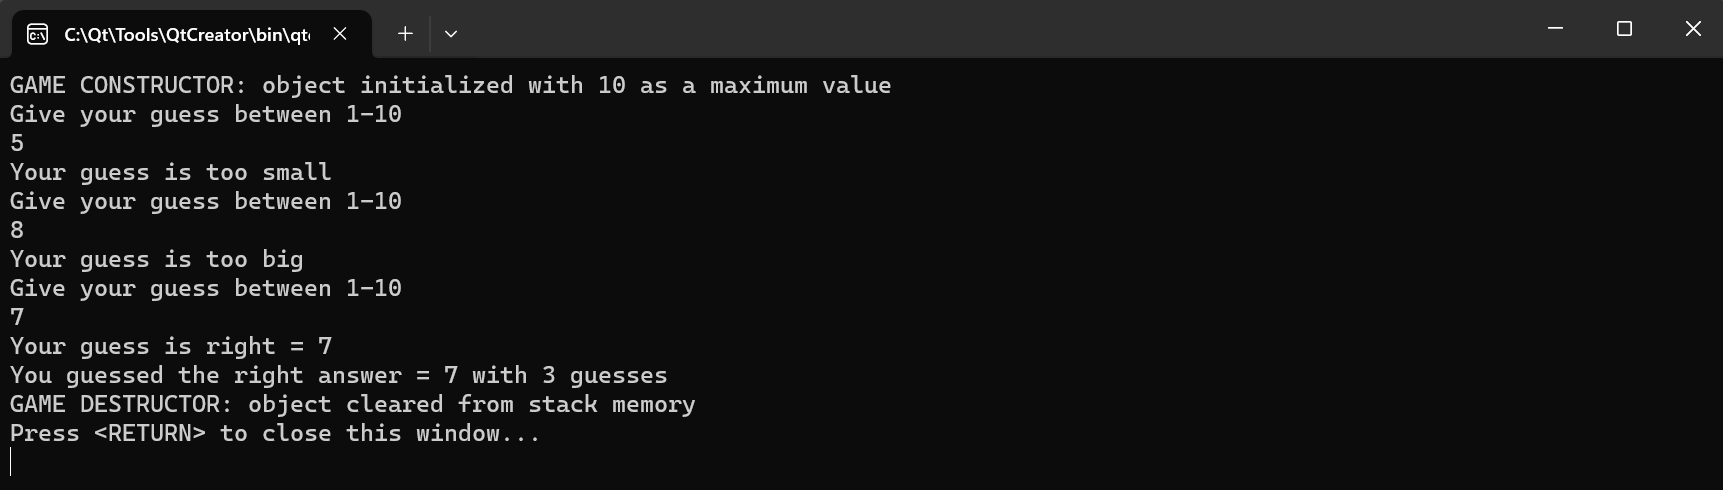 C:\Qt\Tools\QtCreator\bin\qt
GAME CONSTRUCTOR: object initialized with 10 as a maximum value
Give your guess between 1-10
5
Your guess is too small
Give your guess between 1-10
8
Your guess is too big
Give your guess between 1-10
7
Your guess is right = 7
You guessed the right answer = 7 with 3 guesses
GAME DESTRUCTOR: object cleared from stack memory
Press <RETURN> to close this window...